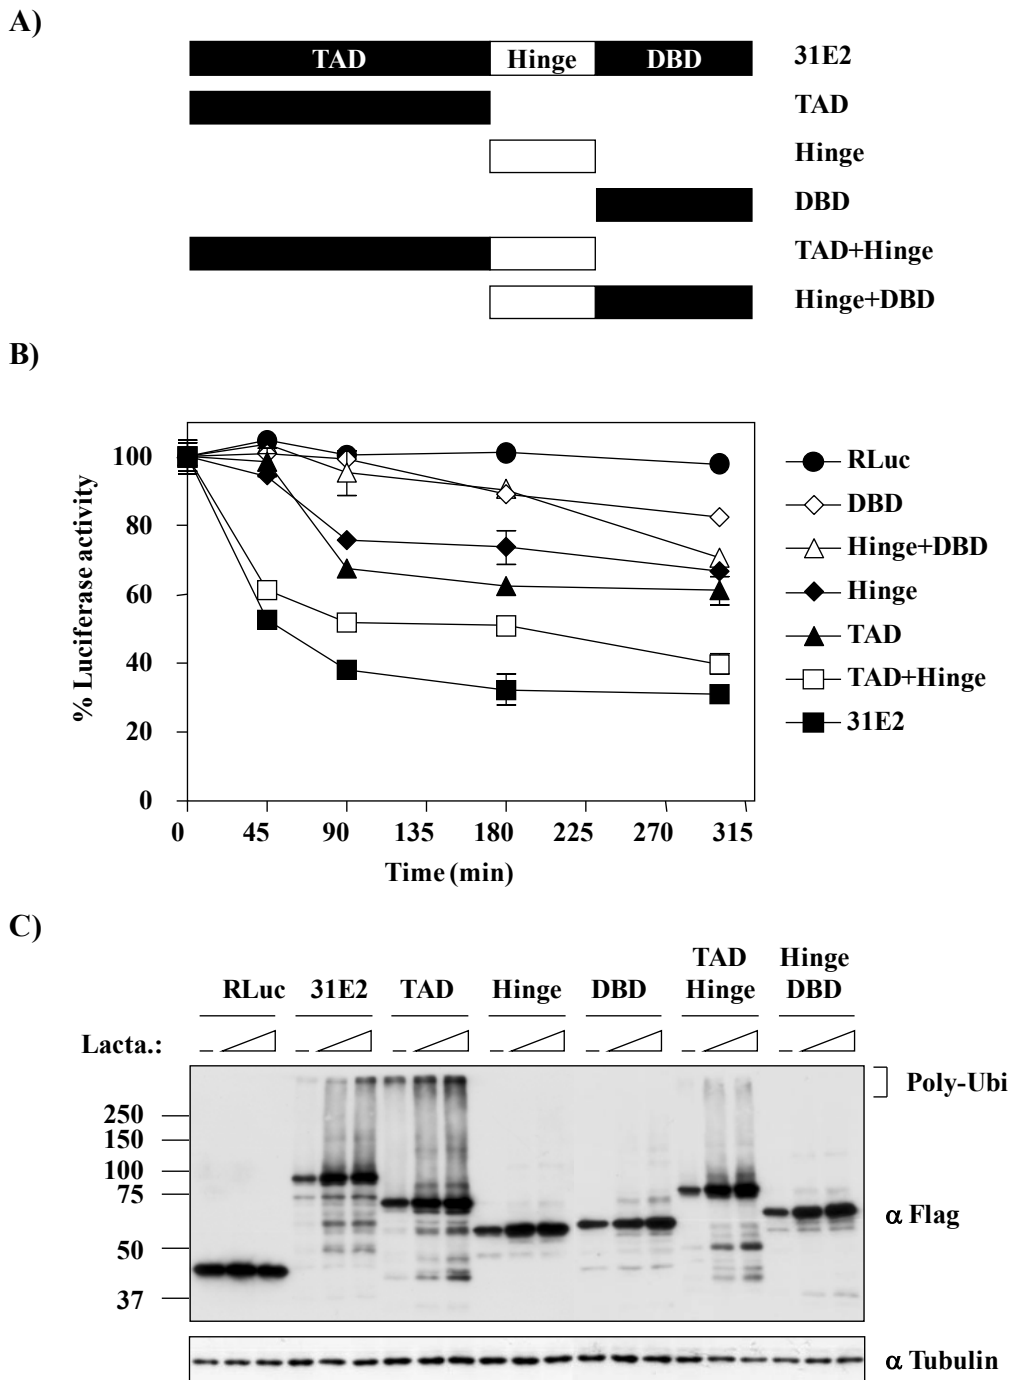 A)
TAD Hinge DBD 31E2
TAD
Hinge
DBD
TAD+Hinge
Hinge+DBD
B)
% Luciferase activity
100
80
60
40
20
0
0 45 90 135 180 225 270 315
Time (min)
RLuc
DBD
Hinge+DBD
Hinge
TAD
TAD+Hinge
31E2
C)
TAD Hinge
RLuc 31E2 TAD Hinge DBD Hinge DBD
Lacta.: – – – – – – –
Poly-Ubi
250
150
100
75
50
37
α Flag
α Tubulin